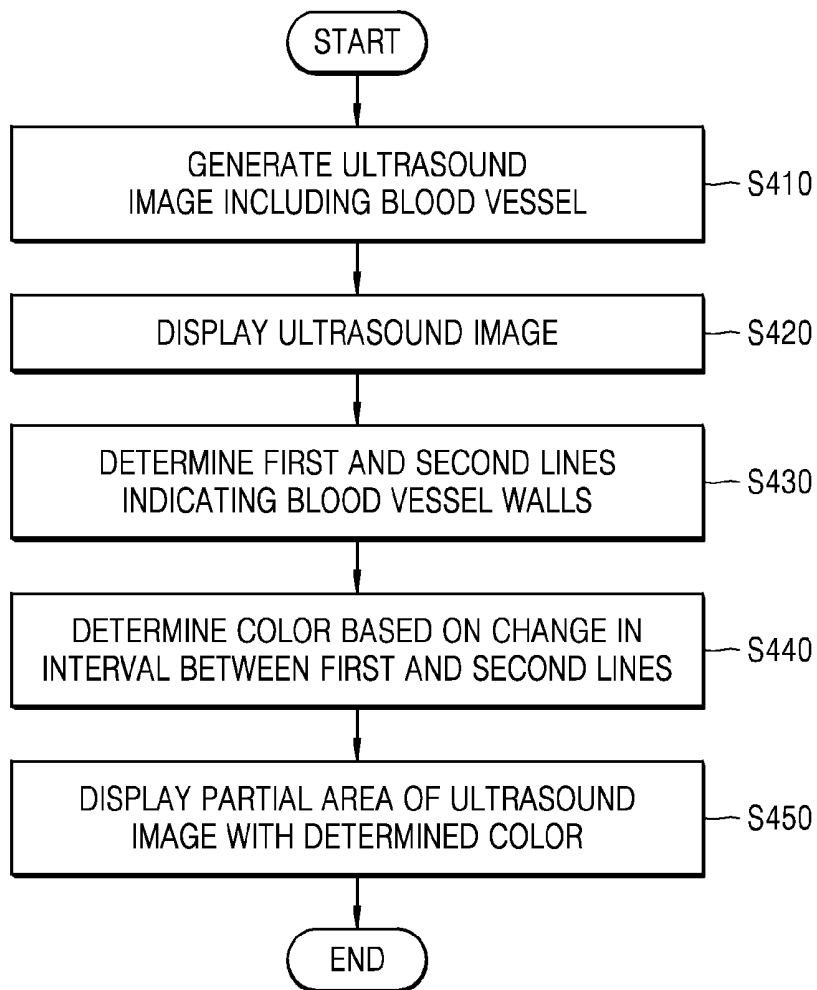 START
GENERATE ULTRASOUND
IMAGE INCLUDING BLOOD VESSEL
S410
DISPLAY ULTRASOUND IMAGE
S420
DETERMINE FIRST AND SECOND LINES
INDICATING BLOOD VESSEL WALLS
S430
DETERMINE COLOR BASED ON CHANGE IN
INTERVAL BETWEEN FIRST AND SECOND LINES
S440
DISPLAY PARTIAL AREA OF ULTRASOUND
IMAGE WITH DETERMINED COLOR
S450
END